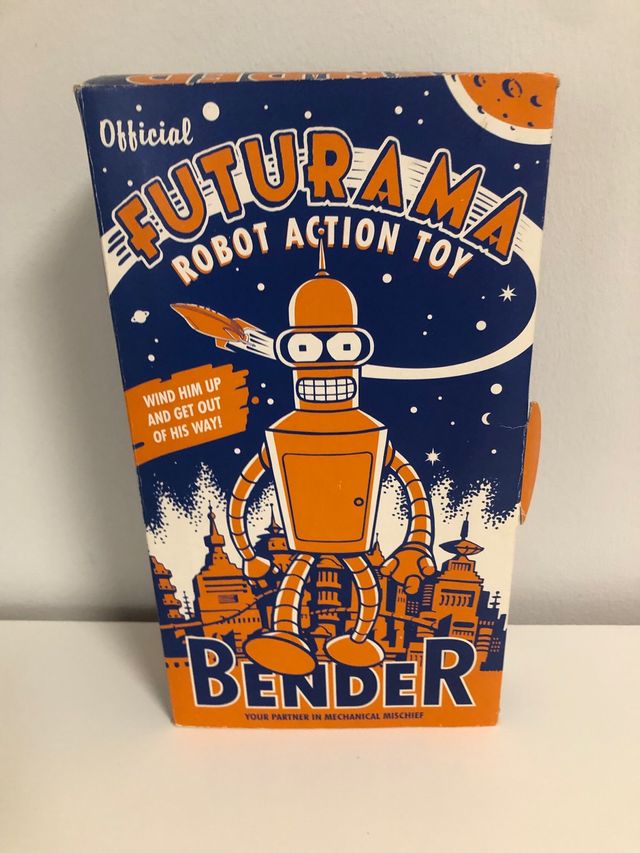 Official
FUTURAMA
ROBOT ACTION TOY
WIND HIM UP
AND GET OUT
OF HIS WAY!
BENDER
YOUR PARTNER IN MECHANICAL MISCHIEF